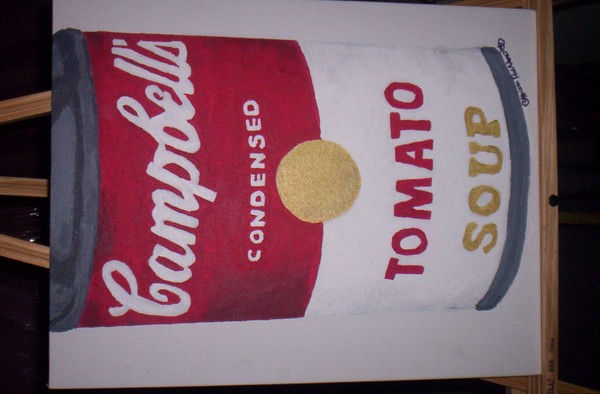 Campbell's
CONDENSED
TOMATO
SOUP